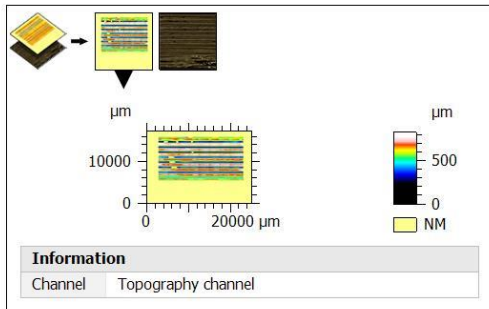 µm
µm
10000
0
0
20000 µm
500
0
NM
Information
Channel Topography channel